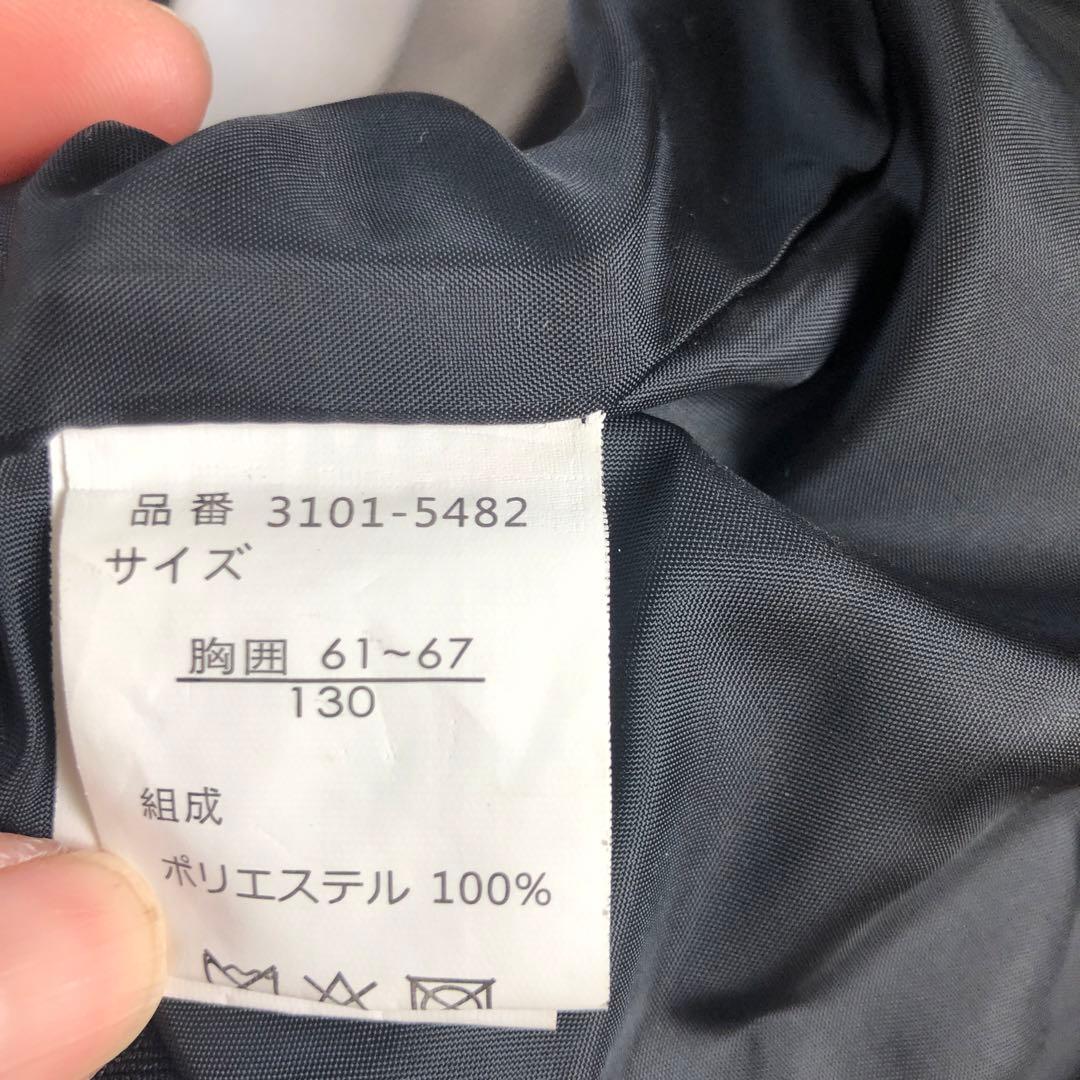 品番 3101-5482
サイズ
胸囲 61~67
130
組成
ポリエステル 100%